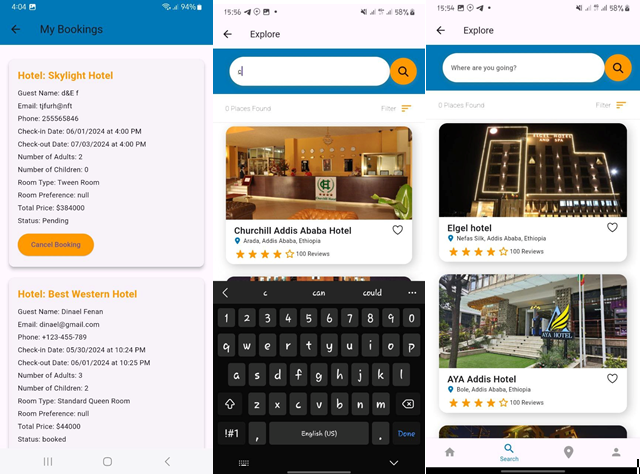 4:04
94%
My Bookings
Hotel: Skylight Hotel
Guest Name: d&E f
Email: tjfurh@nft
Phone: 255565846
Check-in Date: 06/01/2024 at 4:00 PM
Check-out Date: 07/03/2024 at 4:00 PM
Number of Adults: 2
Number of Children: 0
Room Type: Tween Room
Room Preference: null
Total Price: $384000
Status: Pending
Cancel Booking
Hotel: Best Western Hotel
Guest Name: Dinael Fenan
Email: dinael@gmail.com
Phone: +123-455-789
Check-in Date: 05/30/2024 at 10:24 PM
Check-out Date: 06/01/2024 at 10:25 PM
Number of Adults: 3
Number of Children: 2
Room Type: Standard Queen Room
Room Preference: null
Total Price: $44000
Status: booked
15:56
58%
Explore
c
0 Places Found
Filter
Churchill Addis Ababa Hotel
Arada, Addis Ababa, Ethiopia
100 Reviews
c can could
1 2 3 4 5 6 7 8 9 0
q w e r t y u i o p
a s d f g h j k l
z x c v b n m
!#1 , English (US) . Done
15:54
58%
Explore
Where are you going?
0 Places Found
Filter
ELGEL HOTEL
AND SPA
Elgel hotel
Nefas Silk, Addis Ababa, Ethiopia
100 Reviews
AYA HOTEL
AYA Addis Hotel
Bole, Addis Ababa, Ethiopia
100 Reviews
Search